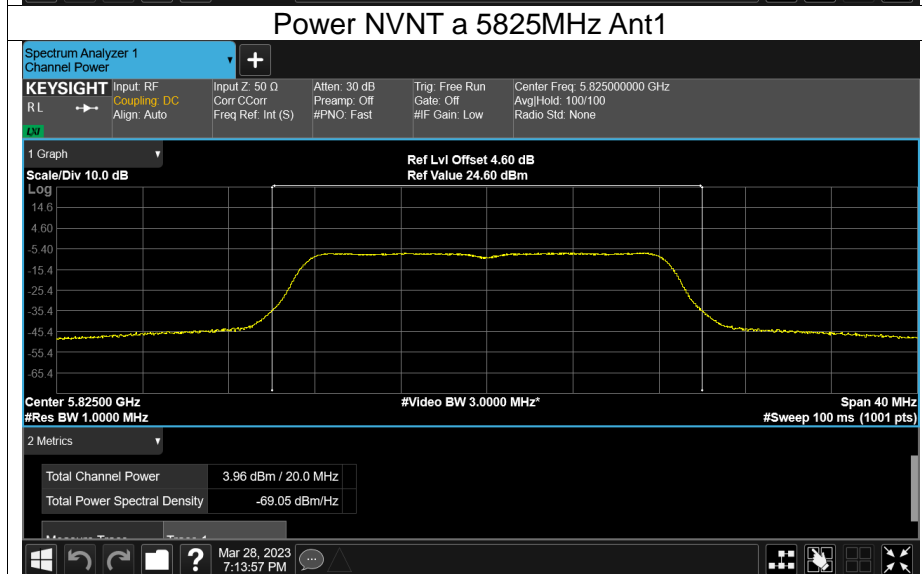 Power NVNT a 5825MHz Ant1
Spectrum Analyzer 1
Channel Power
+
KEYSIGHT Input: RF Input Z: 50 Ω Atten: 30 dB Trig: Free Run Center Freq: 5.825000000 GHz
R L Coupling: DC Corr CCorr Preamp: Off Gate: Off Avg|Hold: 100/100
Align: Auto Freq Ref: Int (S) #PNO: Fast #IF Gain: Low Radio Std: None
LXI
1 Graph
Ref Lvl Offset 4.60 dB
Scale/Div 10.0 dB Ref Value 24.60 dBm
Log
14.6
4.60
-5.40
-15.4
-25.4
-35.4
-45.4
-55.4
-65.4
Center 5.82500 GHz #Video BW 3.0000 MHz* Span 40 MHz
#Res BW 1.0000 MHz #Sweep 100 ms (1001 pts)
2 Metrics
Total Channel Power 3.96 dBm / 20.0 MHz
Total Power Spectral Density -69.05 dBm/Hz
Measure Trace Trace 1
? Mar 28, 2023
7:13:57 PM